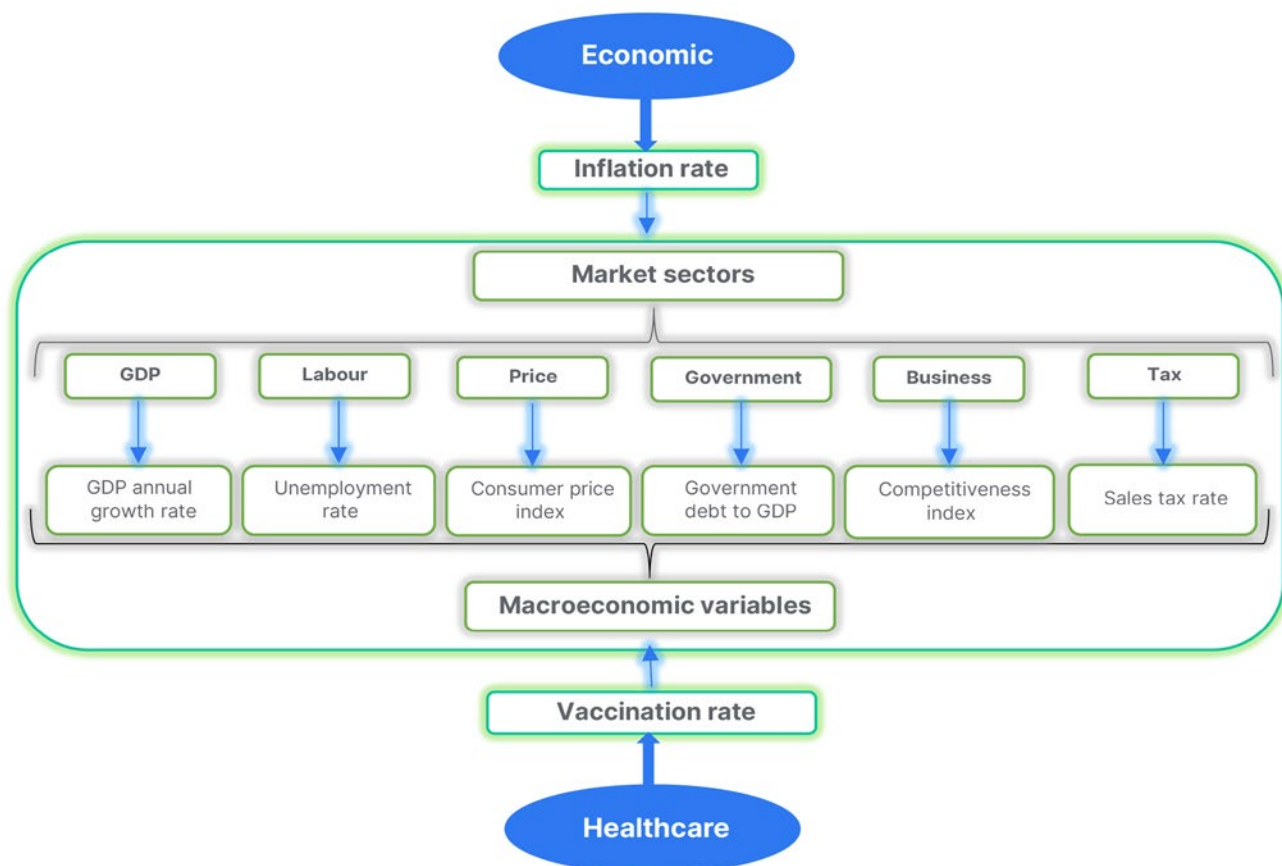 Economic
Inflation rate
Market sectors
GDP
Labour
Price
Government
Business
Tax
GDP annual
growth rate
Unemployment
rate
Consumer price
index
Government
debt to GDP
Competitiveness
index
Sales tax rate
Macroeconomic variables
Vaccination rate
Healthcare